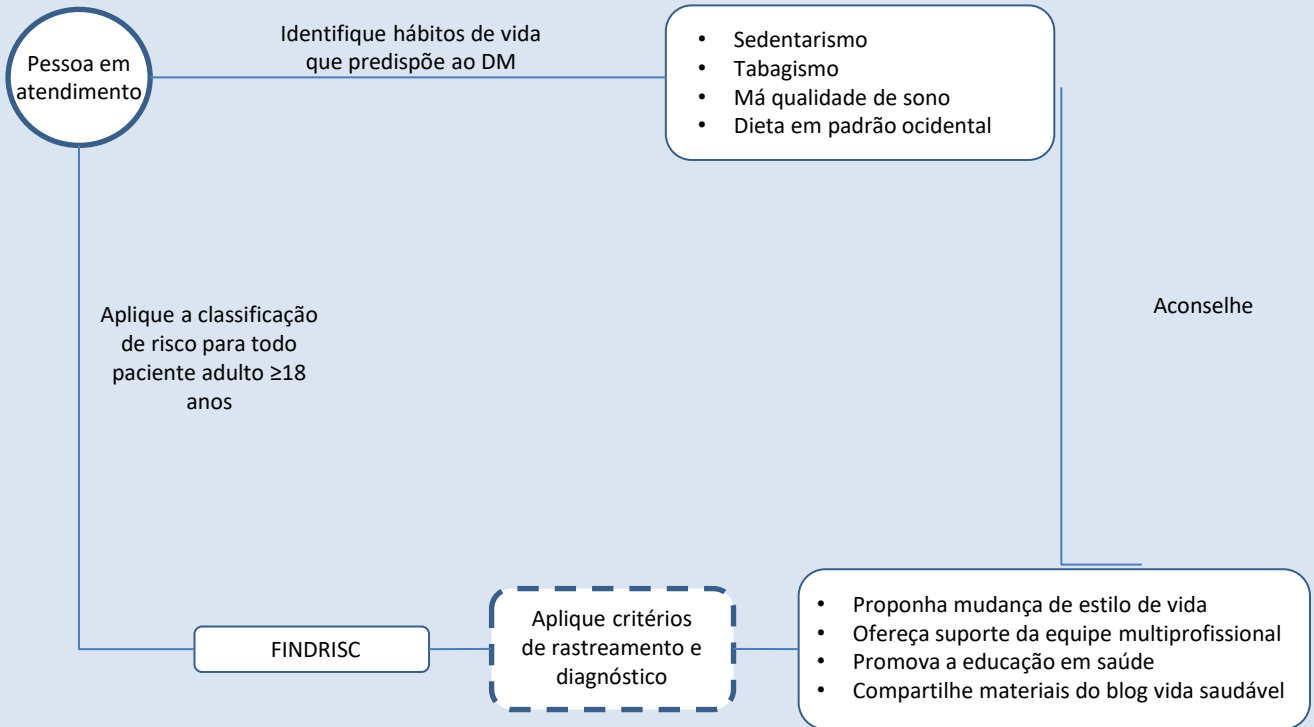 Pessoa em
atendimento
Identifique hábitos de vida
que predispõe ao DM
• Sedentarismo
• Tabagismo
• Má qualidade de sono
• Dieta em padrão ocidental
Aplique a classificação
de risco para todo
paciente adulto ≥18
anos
Aconselhe
FINDRISC
Aplique critérios
de rastreamento e
diagnóstico
• Proponha mudança de estilo de vida
• Ofereça suporte da equipe multiprofissional
• Promova a educação em saúde
• Compartilhe materiais do blog vida saudável